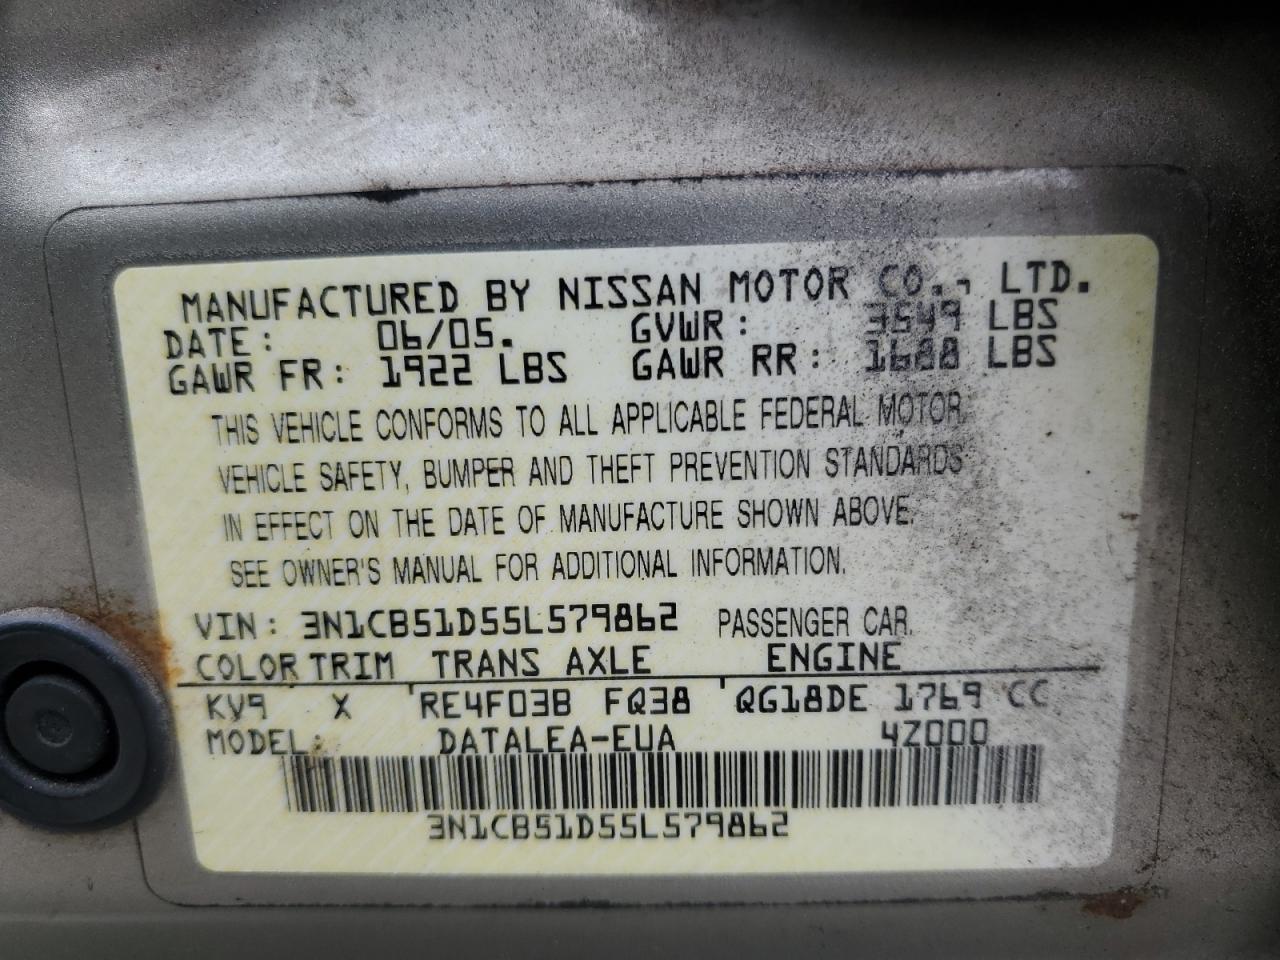 MANUFACTURED BY NISSAN MOTOR CO., LTD.
DATE: 06/05. GVWR: 3549 LBS
GAWR FR: 1922 LBS GAWR RR: 1688 LBS
THIS VEHICLE CONFORMS TO ALL APPLICABLE FEDERAL MOTOR
VEHICLE SAFETY, BUMPER AND THEFT PREVENTION STANDARDS
IN EFFECT ON THE DATE OF MANUFACTURE SHOWN ABOVE.
SEE OWNER'S MANUAL FOR ADDITIONAL INFORMATION.
VIN: 3N1CB51D55L579862 PASSENGER CAR.
COLOR TRIM TRANS AXLE ENGINE
KV9 X RE4F03B FQ38 QG18DE 1769 CC
MODEL: DATALEA-EUA 4Z000
3N1CB51D55L579862